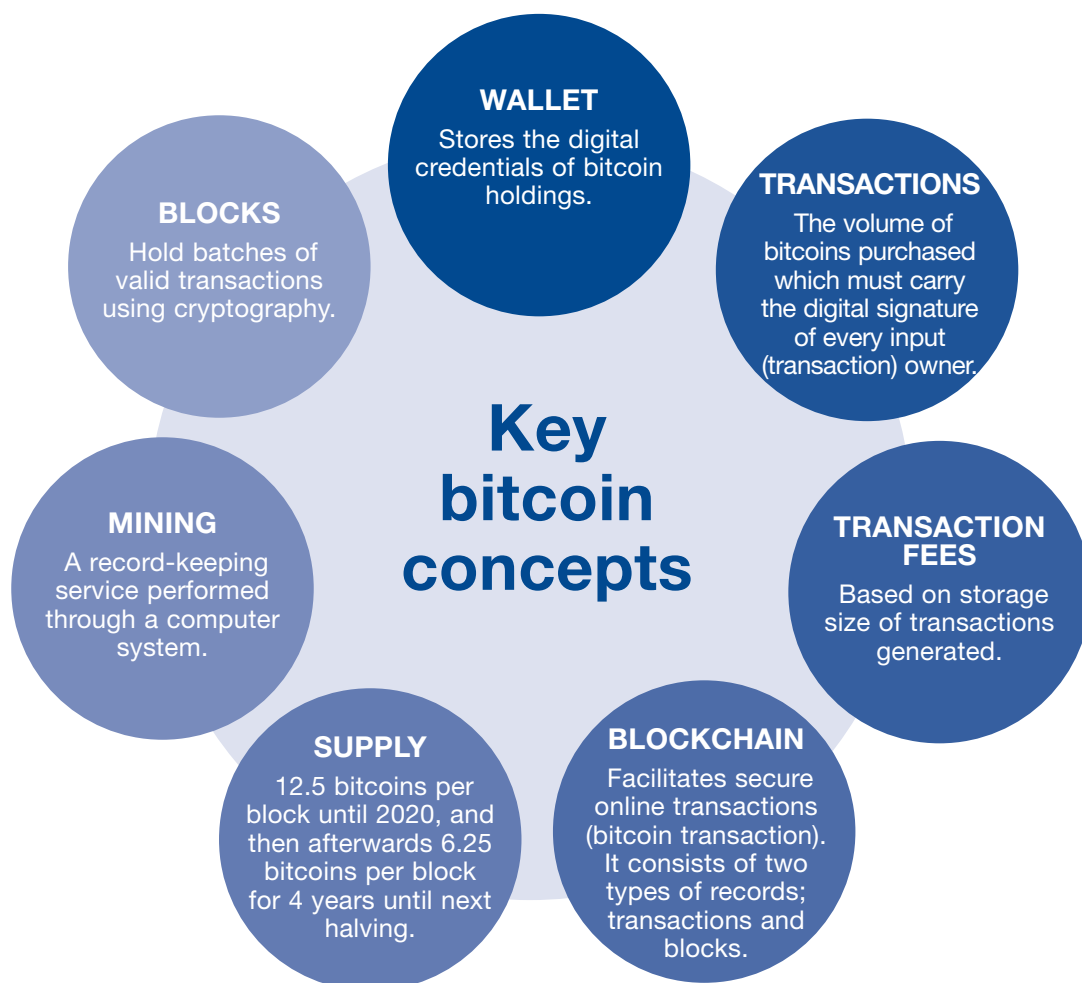 Key
bitcoin
concepts
WALLET
Stores the digital
credentials of bitcoin
holdings.
TRANSACTIONS
The volume of
bitcoins purchased
which must carry
the digital signature
of every input
(transaction) owner.
TRANSACTION
FEES
Based on storage
size of transactions
generated.
BLOCKCHAIN
Facilitates secure
online transactions
(bitcoin transaction).
It consists of two
types of records;
transactions and
blocks.
SUPPLY
12.5 bitcoins per
block until 2020, and
then afterwards 6.25
bitcoins per block
for 4 years until next
halving.
MINING
A record-keeping
service performed
through a computer
system.
BLOCKS
Hold batches of
valid transactions
using cryptography.